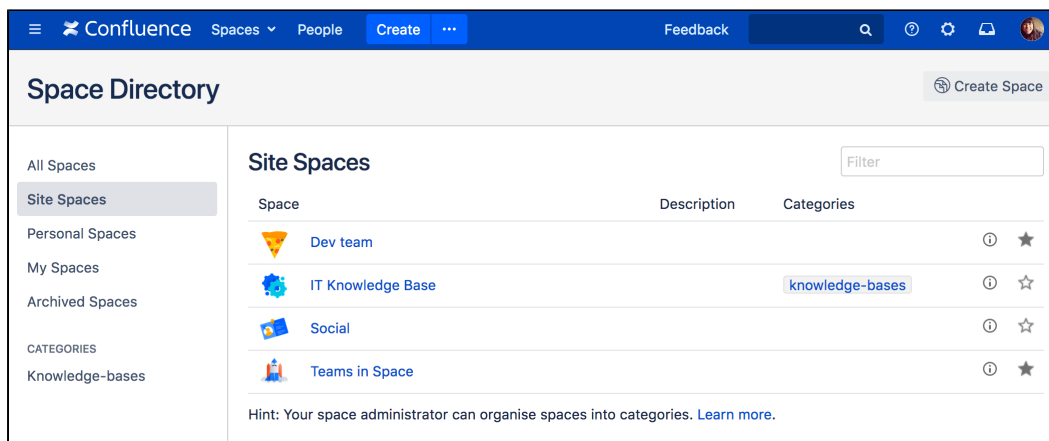 Confluence Spaces People Create ··· Feedback
Space Directory
Create Space
All Spaces
Site Spaces
Personal Spaces
My Spaces
Archived Spaces
CATEGORIES
Knowledge-bases
Site Spaces
Filter
Space Description Categories
Dev team
IT Knowledge Base knowledge-bases
Social
Teams in Space
Hint: Your space administrator can organise spaces into categories. Learn more.